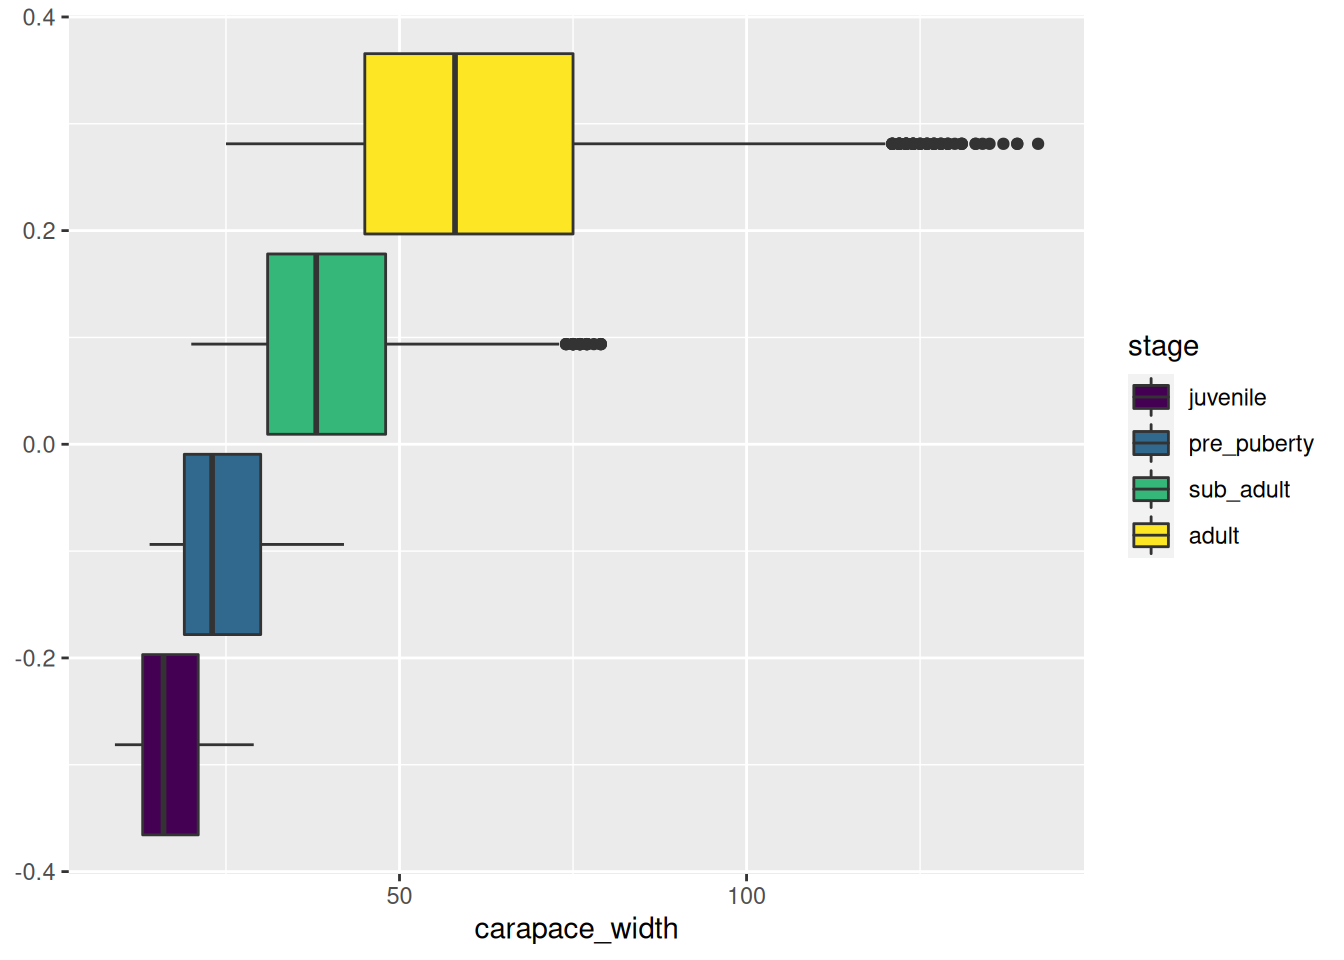 0.4
0.2
0.0
-0.2
-0.4
50
100
carapace_width
stage
juvenile
pre_puberty
sub_adult
adult